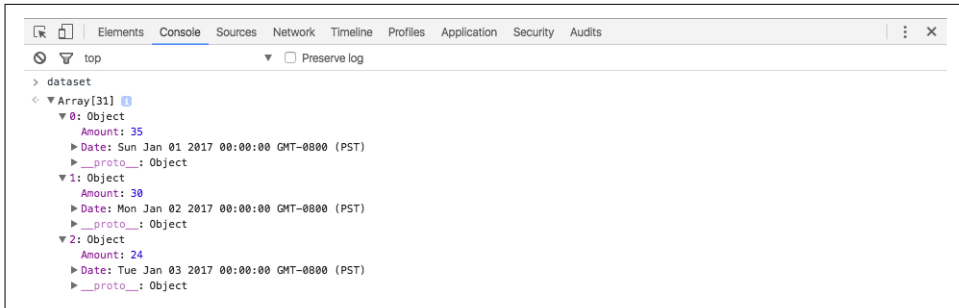 Elements Console Sources Network Timeline Profiles Application Security Audits
top Preserve log
> dataset
Array[31] i
0: Object
Amount: 35
Date: Sun Jan 01 2017 00:00:00 GMT-0800 (PST)
__proto__: Object
1: Object
Amount: 30
Date: Mon Jan 02 2017 00:00:00 GMT-0800 (PST)
__proto__: Object
2: Object
Amount: 24
Date: Tue Jan 03 2017 00:00:00 GMT-0800 (PST)
__proto__: Object